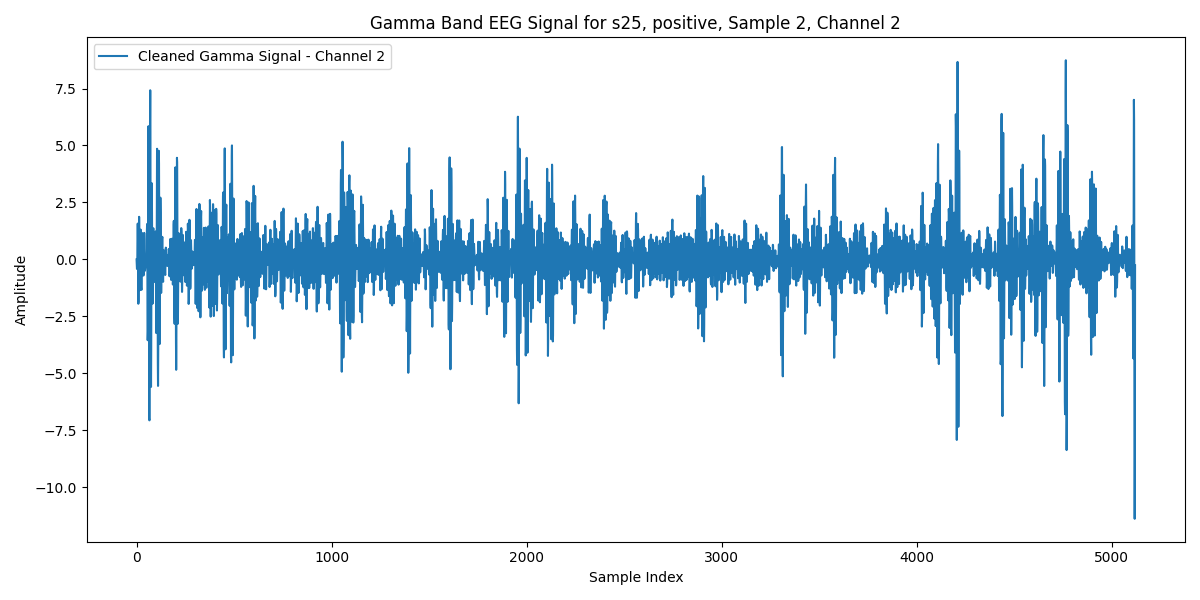 Gamma Band EEG Signal for s25, positive, Sample 2, Channel 2
Cleaned Gamma Signal - Channel 2
7.5
5.0
2.5
0.0
−2.5
−5.0
−7.5
−10.0
Amplitude
0 1000 2000 3000 4000 5000
Sample Index